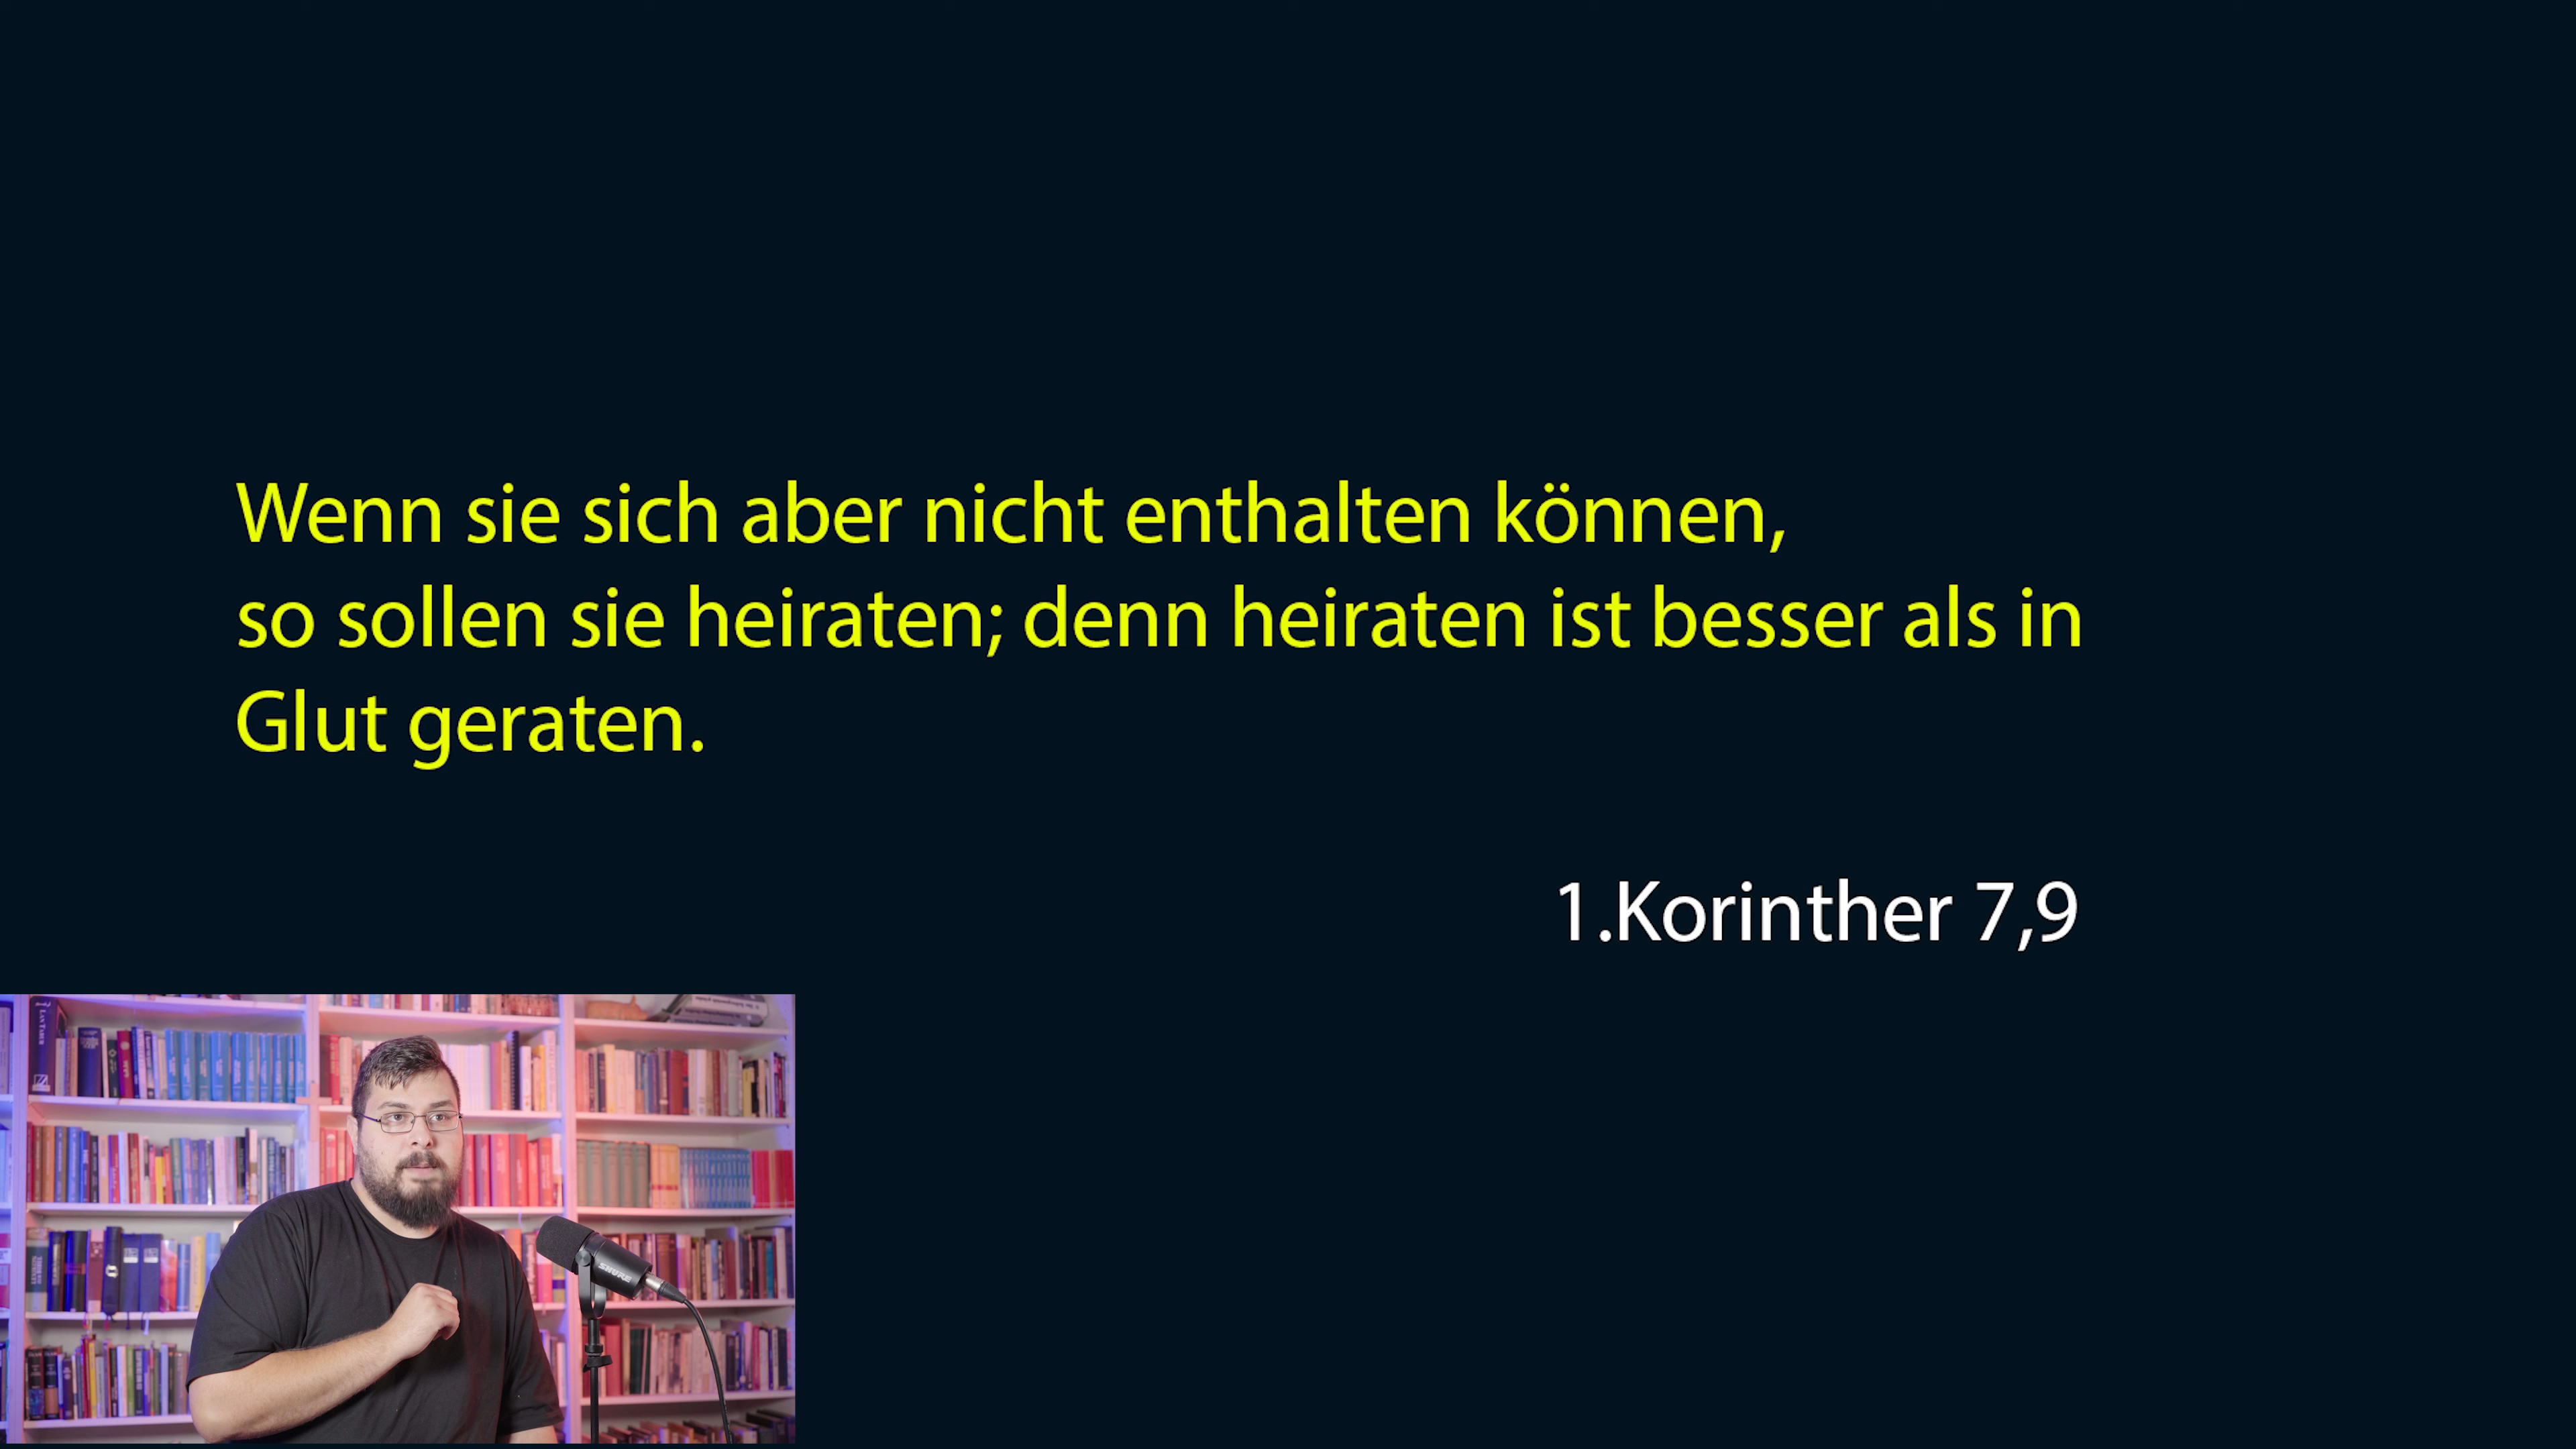 Wenn sie sich aber nicht enthalten können,
so sollen sie heiraten; denn heiraten ist besser als in
Glut geraten.
1.Korinther 7,9
SHURE